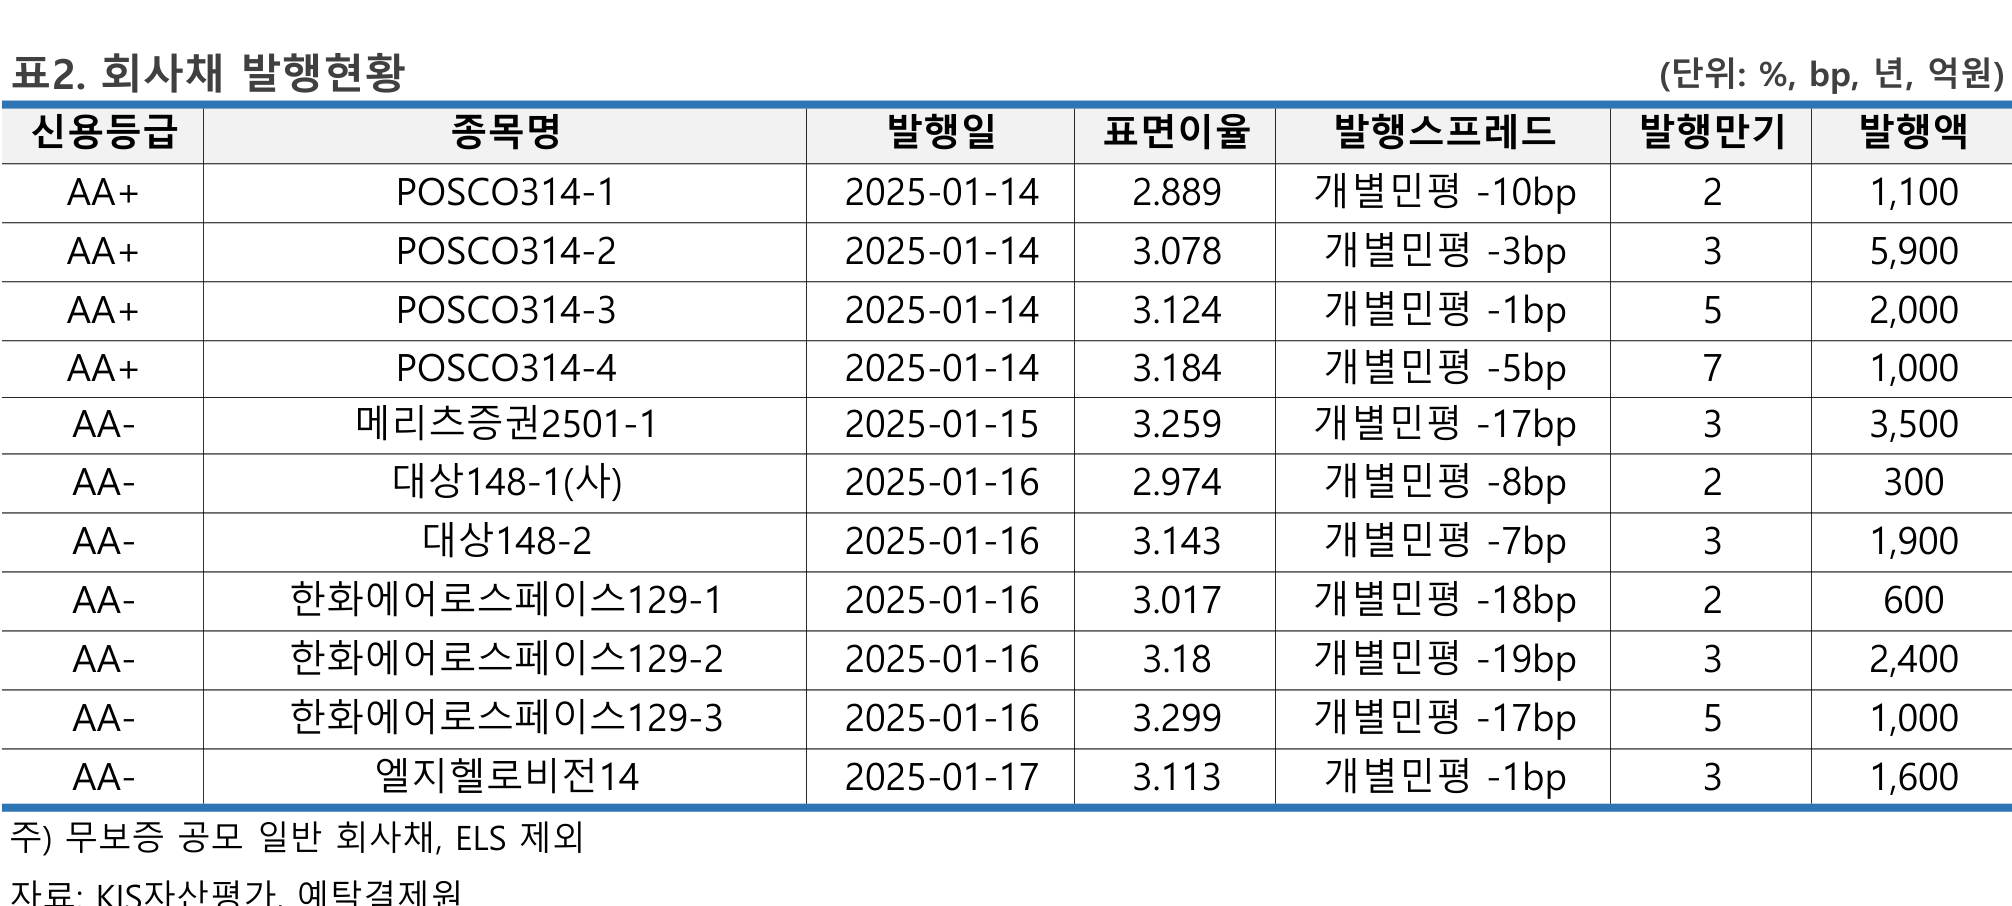 표2. 회사채 발행현황 (단위: %, bp, 년, 억원)
신용등급 종목명 발행일 표면이율 발행스프레드 발행만기 발행액
AA+ POSCO314-1 2025-01-14 2.889 개별민평 -10bp 2 1,100
AA+ POSCO314-2 2025-01-14 3.078 개별민평 -3bp 3 5,900
AA+ POSCO314-3 2025-01-14 3.124 개별민평 -1bp 5 2,000
AA+ POSCO314-4 2025-01-14 3.184 개별민평 -5bp 7 1,000
AA- 메리츠증권2501-1 2025-01-15 3.259 개별민평 -17bp 3 3,500
AA- 대상148-1(사) 2025-01-16 2.974 개별민평 -8bp 2 300
AA- 대상148-2 2025-01-16 3.143 개별민평 -7bp 3 1,900
AA- 한화에어로스페이스129-1 2025-01-16 3.017 개별민평 -18bp 2 600
AA- 한화에어로스페이스129-2 2025-01-16 3.18 개별민평 -19bp 3 2,400
AA- 한화에어로스페이스129-3 2025-01-16 3.299 개별민평 -17bp 5 1,000
AA- 엘지헬로비전14 2025-01-17 3.113 개별민평 -1bp 3 1,600
주) 무보증 공모 일반 회사채, ELS 제외
자료: KIS자산평가, 예탁결제원